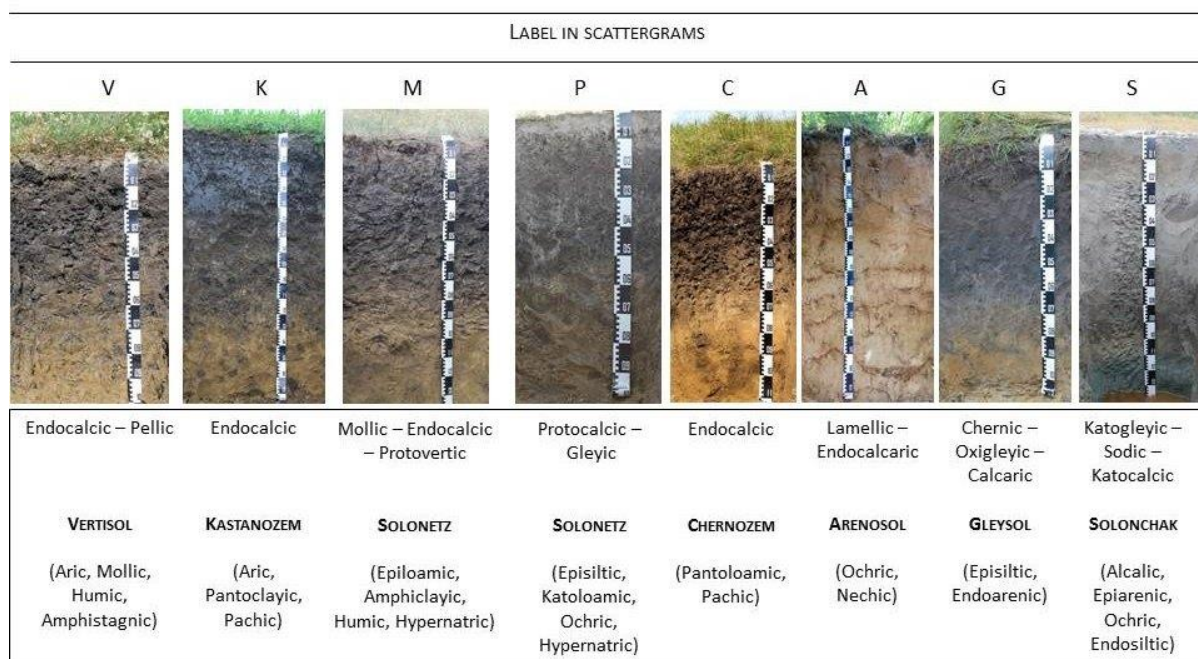 LABEL IN SCATTERGRAMS
V K M P C A G S
Endocalcic – Pellic
Endocalcic
Mollic – Endocalcic
– Protovertic
Protocalcic –
Gleyic
Endocalcic
Lamellic –
Endocalcaric
Chernic –
Oxigleyic –
Calcaric
Katogleyic –
Sodic –
Katocalcic
VERTISOL
KASTANOZEM
SOLONETZ
SOLONETZ
CHERNOZEM
ARENOSOL
GLEYSOL
SOLONCHAK
(Aric, Mollic,
Humic,
Amphistagnic)
(Aric,
Pantoclayic,
Pachic)
(Epiloamic,
Amphiclayic,
Humic, Hypernatric)
(Episiltic,
Katoloamic,
Ochric,
Hypernatric)
(Pantoloamic,
Pachic)
(Ochric,
Nechic)
(Episiltic,
Endoarenic)
(Alcalic,
Epiarenic,
Ochric,
Endosiltic)